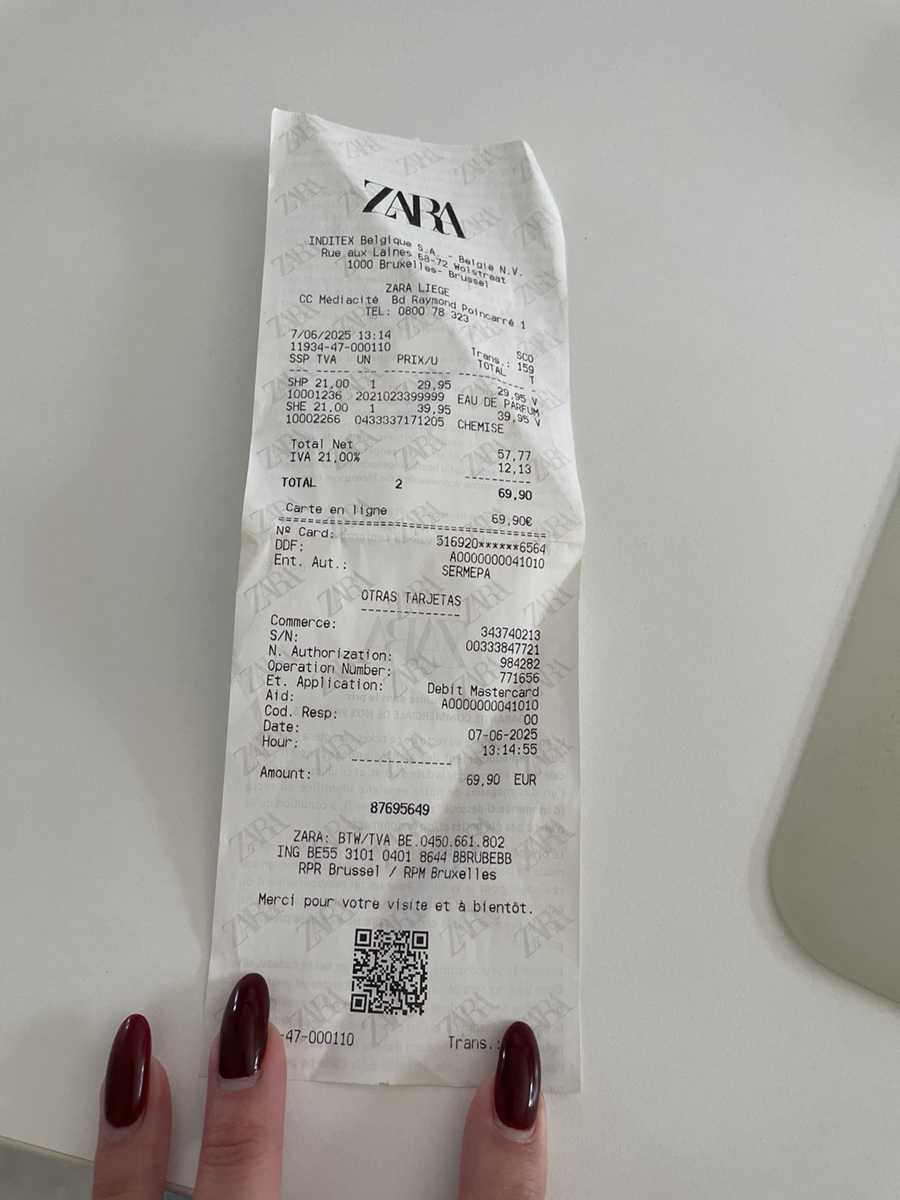 ZARA
INDITEX Belgique S.A. - Belgie N.V.
Rue aux Laines 68-72 Wolstraat
1000 Bruxelles- Brussel
ZARA LIEGE
CC Médiacité Bd Raymond Poincarré 1
TEL: 0800 78 323
7/06/2025 13:14 SCO
11934-47-000110 Trans.: 159
SSP TVA UN PRIX/U TOTAL T
--- --- --- ---------- --------- -
SHP 21,00 1 29,95 29,95 V
10001236 2021023399999 EAU DE PARFUM
SHE 21,00 1 39,95 39,95 V
10002266 0433337171205 CHEMISE
Total Net 57,77
IVA 21,00% 12,13
----------
TOTAL 2 69,90
Carte en ligne 69,90€
========================================
Nº Card: 516920******6564
DDF: A0000000041010
Ent. Aut.: SERMEPA
OTRAS TARJETAS
---------------
Commerce: 343740213
S/N: 00333847721
N. Authorization: 984282
Operation Number: 771656
Et. Application: Debit Mastercard
Aid: A0000000041010
Cod. Resp: 00
Date: 07-06-2025
Hour: 13:14:55
---------------
Amount: 69,90 EUR
87695649
ZARA: BTW/TVA BE.0450.661.802
ING BE55 3101 0401 8644 BBRUBEBB
RPR Brussel / RPM Bruxelles
Merci pour votre visite et à bientôt.
-47-000110 Trans.: